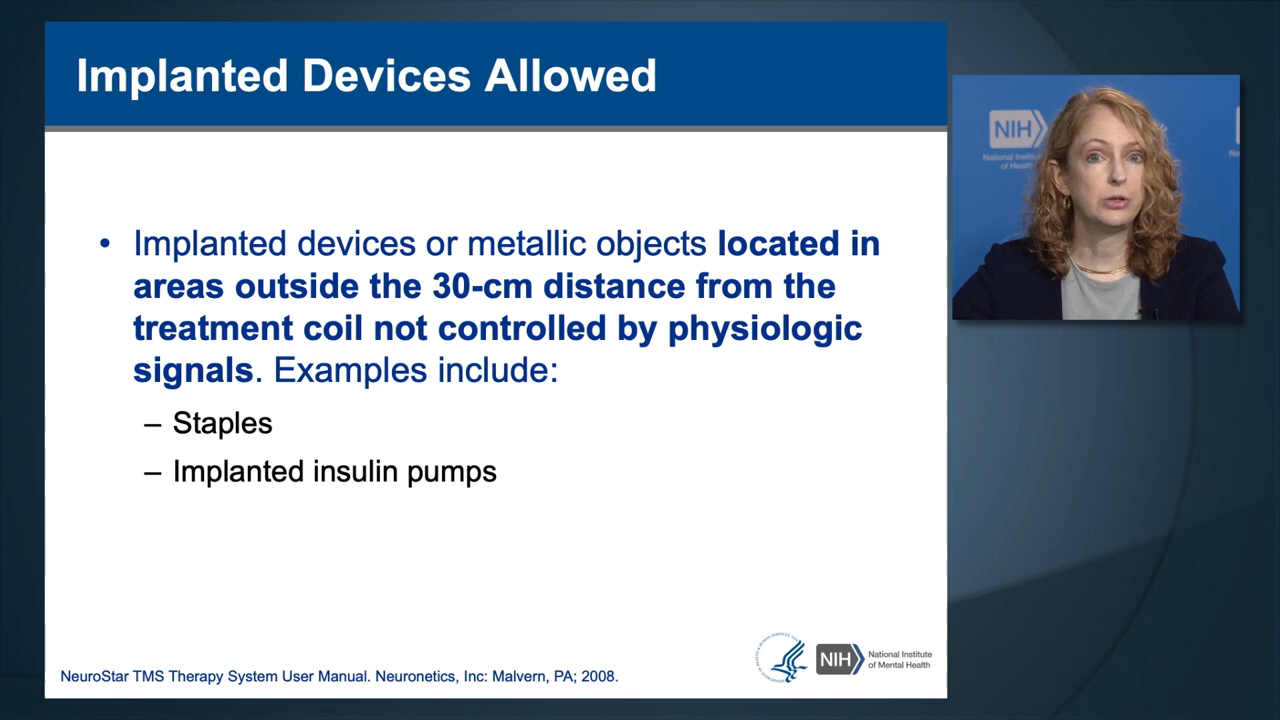 Implanted Devices Allowed
• Implanted devices or metallic objects located in
areas outside the 30-cm distance from the
treatment coil not controlled by physiologic
signals. Examples include:
– Staples
– Implanted insulin pumps
NeuroStar TMS Therapy System User Manual. Neuronetics, Inc: Malvern, PA; 2008.
NIH
National Institute
of Mental Health
NIH
of Health